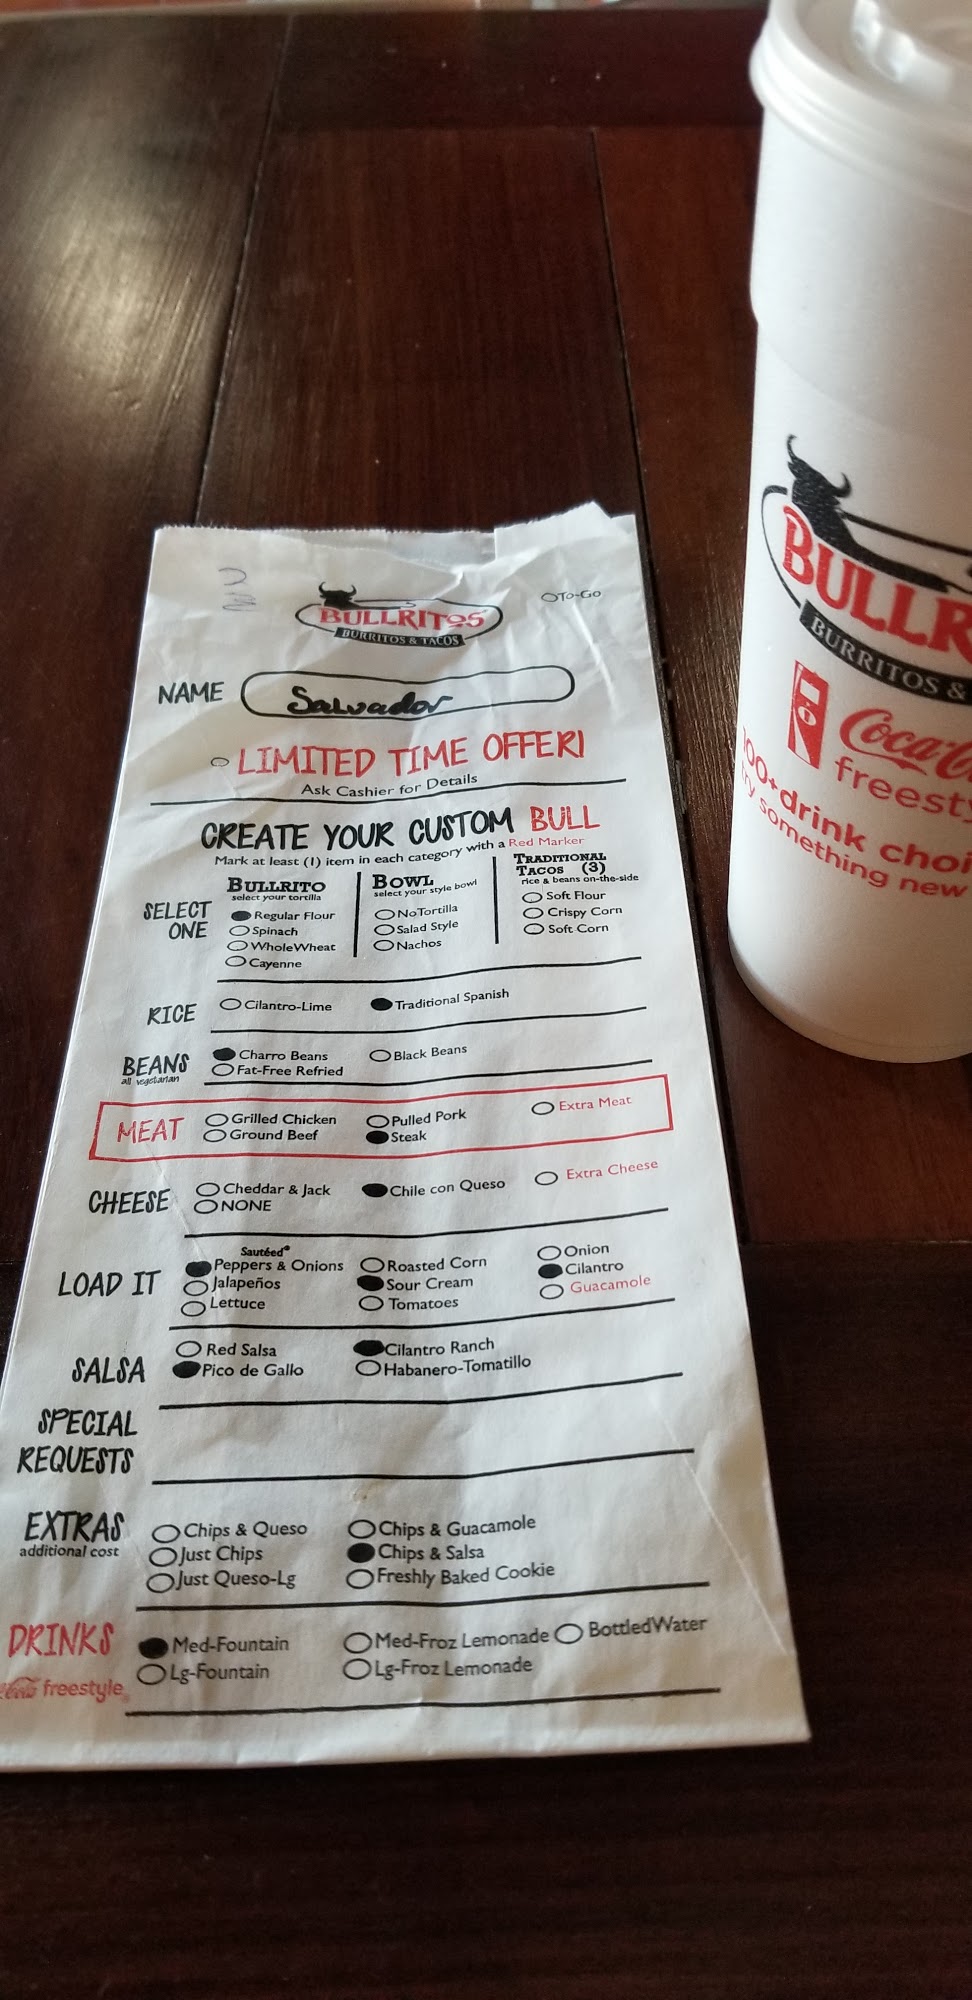 BULLRITOS
BURRITOS & TACOS
To-Go
NAME Salvador
LIMITED TIME OFFER!
Ask Cashier for Details
CREATE YOUR CUSTOM BULL
Mark at least (1) item in each category with a Red Marker
SELECT ONE
BULLRITO
select your tortilla
Regular Flour
Spinach
WholeWheat
Cayenne
BOWL
select your style bowl
NoTortilla
Salad Style
Nachos
TRADITIONAL
TACOS (3)
rice & beans on-the-side
Soft Flour
Crispy Corn
Soft Corn
RICE Cilantro-Lime Traditional Spanish
BEANS Charro Beans Black Beans
all vegetarian Fat-Free Refried
MEAT Grilled Chicken Pulled Pork Extra Meat
Ground Beef Steak
CHEESE Cheddar & Jack Chile con Queso Extra Cheese
NONE
LOAD IT
Sautéed
Peppers & Onions Roasted Corn Onion
Jalapeños Sour Cream Cilantro
Lettuce Tomatoes Guacamole
SALSA Red Salsa Cilantro Ranch
Pico de Gallo Habanero-Tomatillo
SPECIAL
REQUESTS
EXTRAS Chips & Queso Chips & Guacamole
additional cost Just Chips Chips & Salsa
Just Queso-Lg Freshly Baked Cookie
DRINKS Med-Fountain Med-Froz Lemonade BottledWater
Lg-Fountain Lg-Froz Lemonade
freestyle
BULLR
BURRITOS &
Coca-Co
freesty
100+ drink choi
try something new